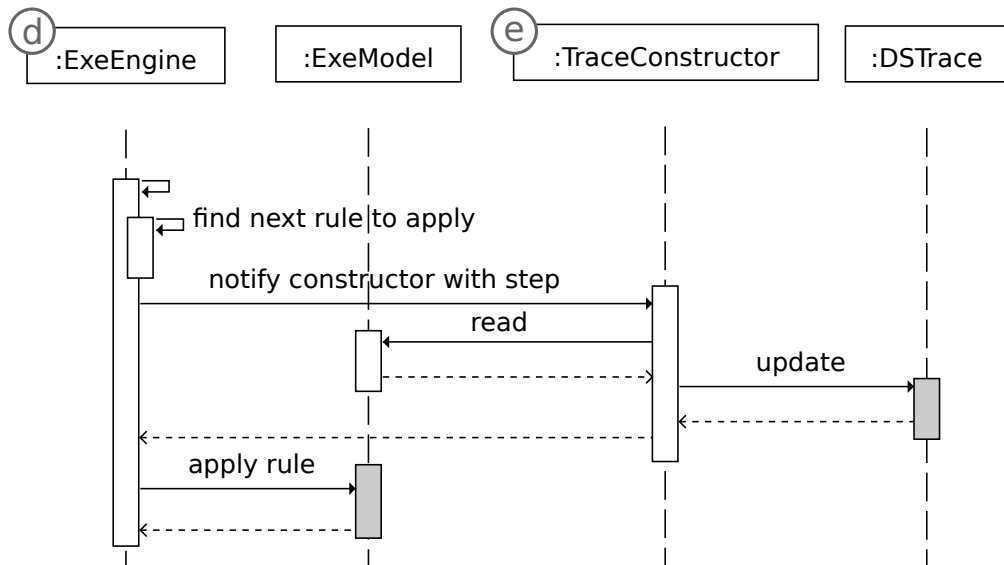 d
:ExeEngine
:ExeModel
e
:TraceConstructor
:DSTrace
find next rule to apply
notify constructor with step
read
update
apply rule